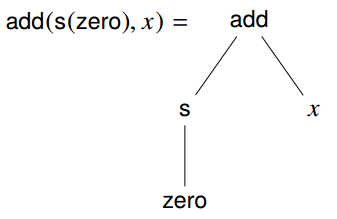 add(s(zero), x) = add
s x
zero